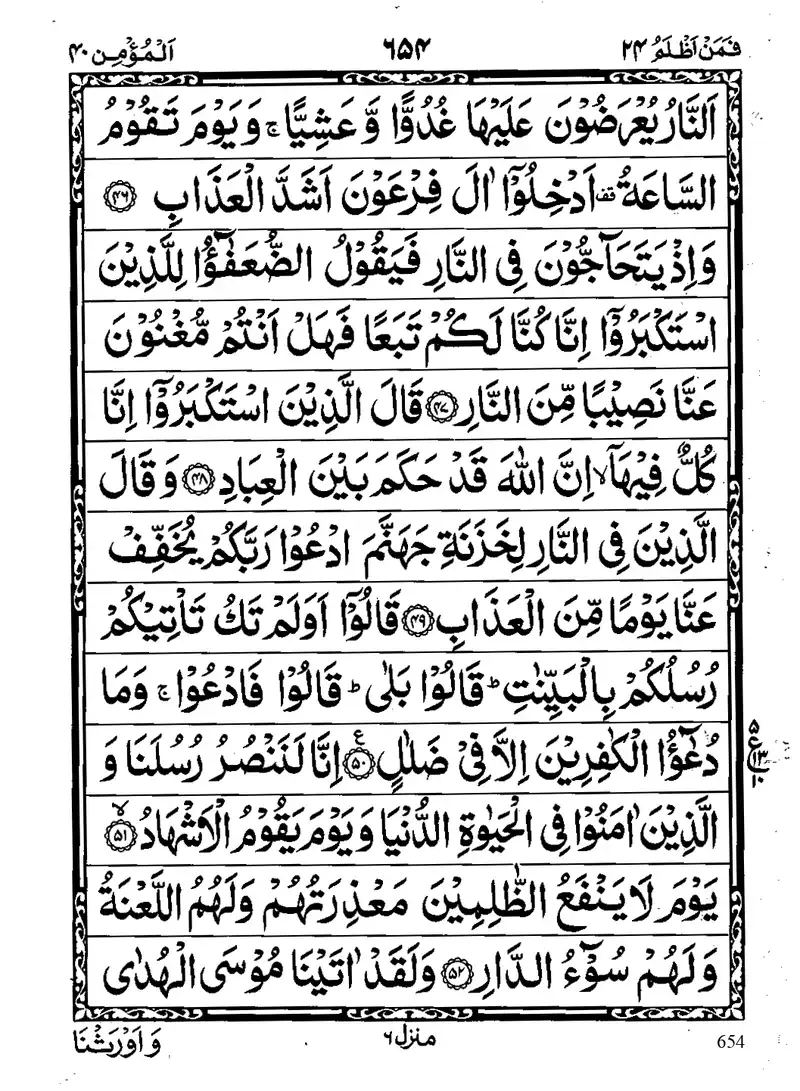 فَمَنْ اَظْلَمُ ٢٤ ٦٥٤ اَلْمُؤْمِن ٤٠
اَلنَّارُ يُعْرَضُوْنَ عَلَيْهَا غُدُوًّا وَّ عَشِيًّا ۚ وَ يَوْمَ تَقُوْمُ
السَّاعَةُ ۫ اَدْخِلُوْۤا اٰلَ فِرْعَوْنَ اَشَدَّ الْعَذَابِ ﴿٤٦﴾
وَاِذْ يَتَحَآجُّوْنَ فِى النَّارِ فَيَقُوْلُ الضُّعَفٰٓؤُا لِلَّذِيْنَ
اسْتَكْبَرُوْۤا اِنَّا كُنَّا لَكُمْ تَبَعًا فَهَلْ اَنْتُمْ مُّغْنُوْنَ
عَنَّا نَصِيْبًا مِّنَ النَّارِ ﴿٤٧﴾ قَالَ الَّذِيْنَ اسْتَكْبَرُوْۤا اِنَّا
كُلٌّ فِيْهَاۤ ۙ اِنَّ اللّٰهَ قَدْ حَكَمَ بَيْنَ الْعِبَادِ ﴿٤٨﴾ وَ قَالَ
الَّذِيْنَ فِى النَّارِ لِخَزَنَةِ جَهَنَّمَ ادْعُوْا رَبَّكُمْ يُخَفِّفْ
عَنَّا يَوْمًا مِّنَ الْعَذَابِ ﴿٤٩﴾ قَالُوْۤا اَوَلَمْ تَكُ تَاْتِيْكُمْ
رُسُلُكُمْ بِالْبَيِّنٰتِ ؕ قَالُوْا بَلٰى ؕ قَالُوْا فَادْعُوْا ۚ وَمَا
دُعٰٓؤُا الْكٰفِرِيْنَ اِلَّا فِىْ ضَلٰلٍ ﴿٥٠﴾ ع اِنَّا لَنَنْصُرُ رُسُلَنَا وَ
٥ ع ١٣ ١٠
الَّذِيْنَ اٰمَنُوْا فِى الْحَيٰوةِ الدُّنْيَا وَ يَوْمَ يَقُوْمُ الْاَشْهَادُ ۙ﴿٥١﴾
يَوْمَ لَا يَنْفَعُ الظّٰلِمِيْنَ مَعْذِرَتُهُمْ وَلَهُمُ اللَّعْنَةُ
وَ لَهُمْ سُوْٓءُ الدَّارِ ﴿٥٢﴾ وَلَقَدْ اٰتَيْنَا مُوْسَى الْهُدٰى
وَ اَوْرَثْنَا منزل ٦ 654